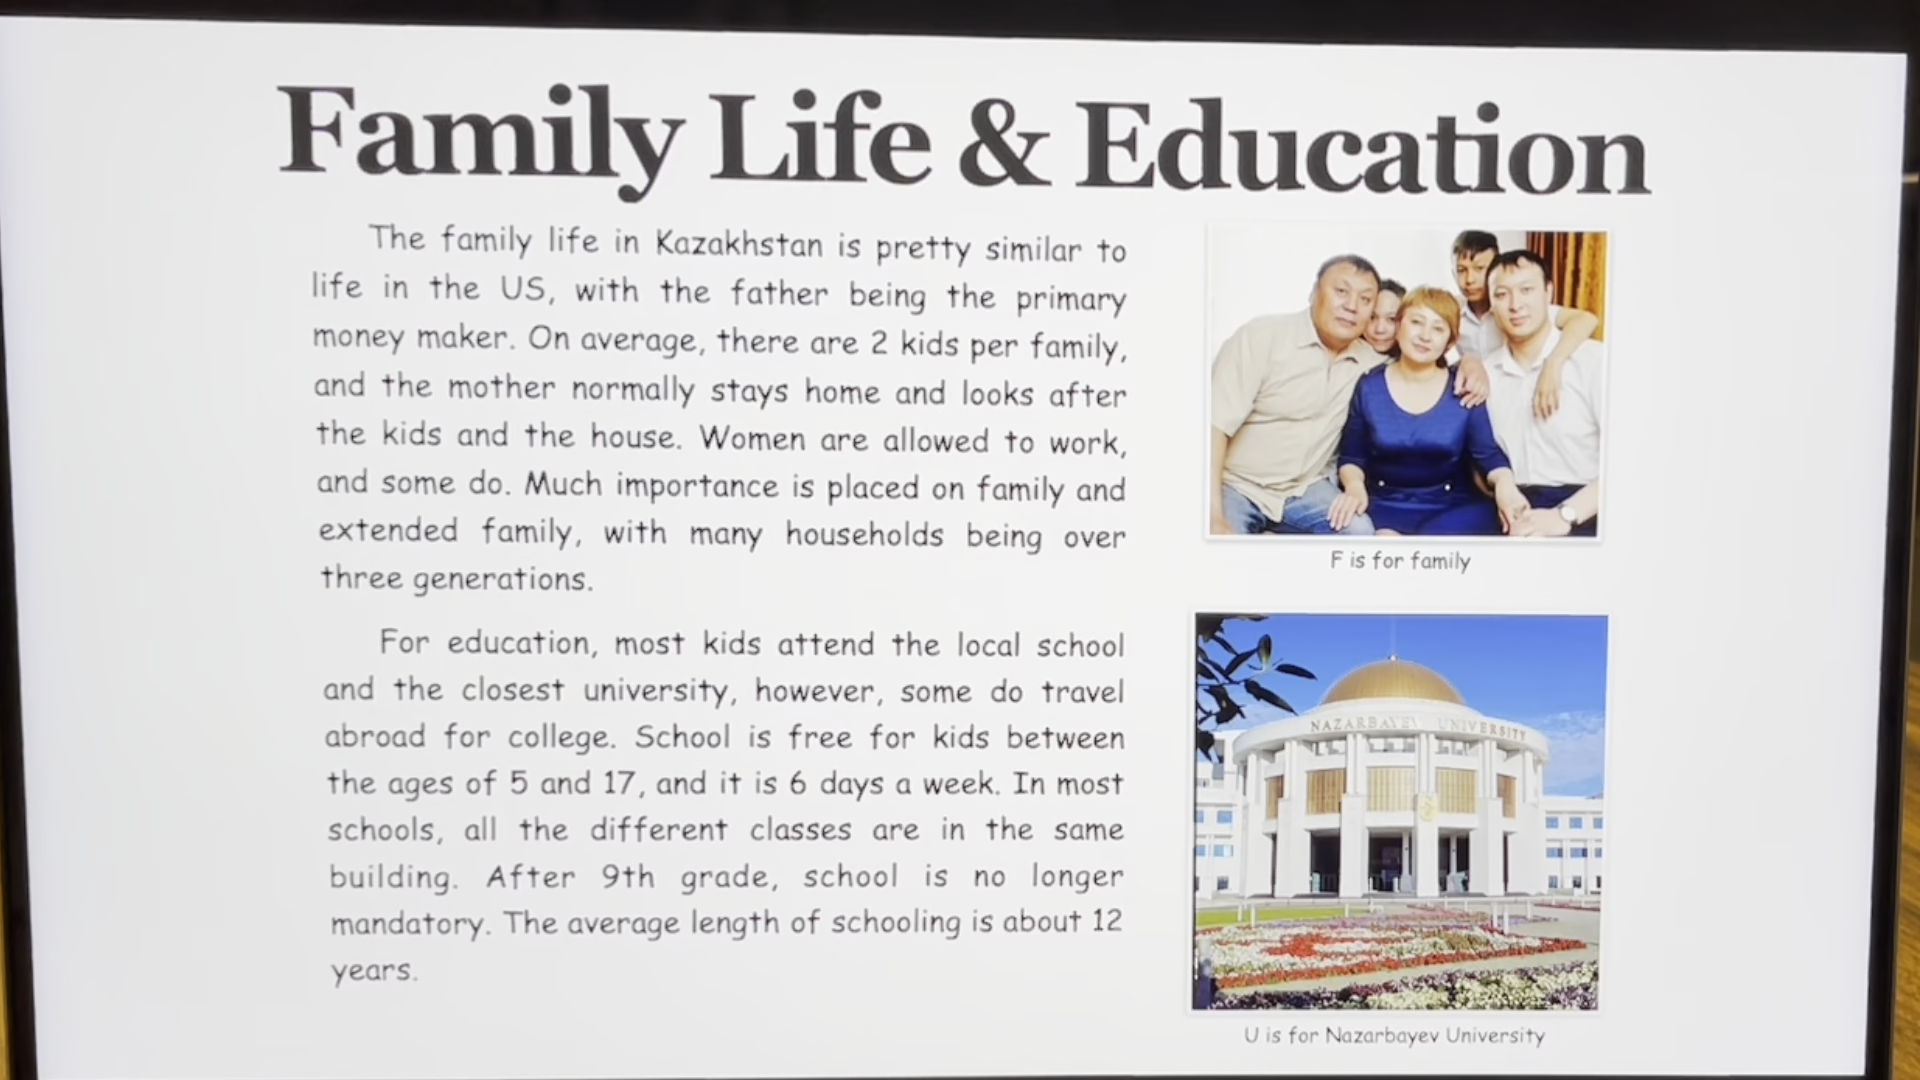 Family Life & Education
The family life in Kazakhstan is pretty similar to
life in the US, with the father being the primary
money maker. On average, there are 2 kids per family,
and the mother normally stays home and looks after
the kids and the house. Women are allowed to work,
and some do. Much importance is placed on family and
extended family, with many households being over
three generations.
For education, most kids attend the local school
and the closest university, however, some do travel
abroad for college. School is free for kids between
the ages of 5 and 17, and it is 6 days a week. In most
schools, all the different classes are in the same
building. After 9th grade, school is no longer
mandatory. The average length of schooling is about 12
years.
F is for family
NAZARBAYEV UNIVERSITY
U is for Nazarbayev University